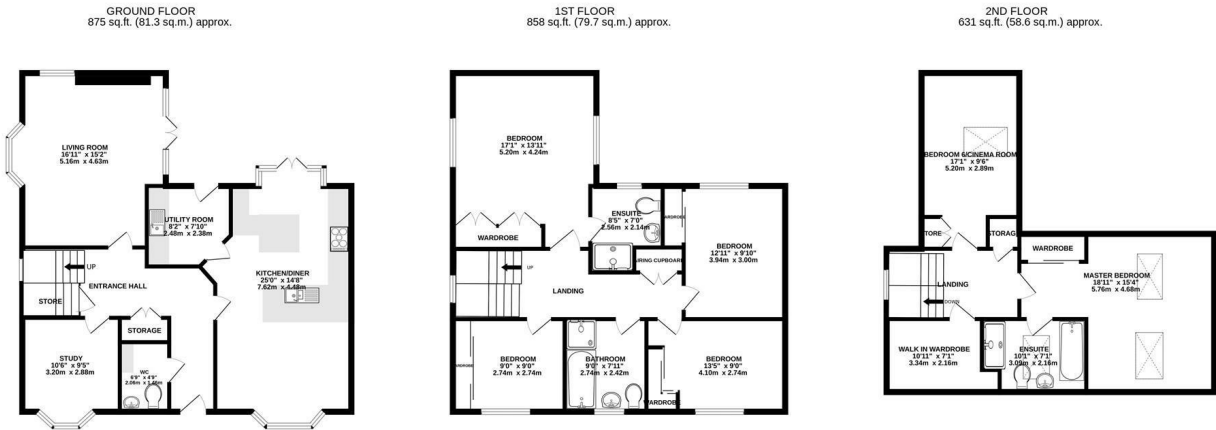 GROUND FLOOR
875 sq.ft. (81.3 sq.m.) approx.
LIVING ROOM
16'11" x 15'2"
5.16m x 4.63m
UTILITY ROOM
8'2" x 7'10"
2.48m x 2.38m
KITCHEN/DINER
25'0" x 14'8"
7.62m x 4.48m
UP
ENTRANCE HALL
STORE
STORAGE
STUDY
10'6" x 9'5"
3.20m x 2.88m
WC
6'9" x 4'9"
2.06m x 1.46m
1ST FLOOR
858 sq.ft. (79.7 sq.m.) approx.
BEDROOM
17'1" x 13'11"
5.20m x 4.24m
WARDROBE
ENSUITE
8'5" x 7'0"
2.56m x 2.14m
WARDROBE
BEDROOM
12'11" x 9'10"
3.94m x 3.00m
AIRING CUPBOARD
UP
LANDING
WARDROBE
BEDROOM
9'0" x 9'0"
2.74m x 2.74m
BATHROOM
9'0" x 7'11"
2.74m x 2.42m
BEDROOM
13'5" x 9'0"
4.10m x 2.74m
WARDROBE
2ND FLOOR
631 sq.ft. (58.6 sq.m.) approx.
BEDROOM 6/CINEMA ROOM
17'1" x 9'6"
5.20m x 2.89m
STORE
STORAGE
WARDROBE
MASTER BEDROOM
18'11" x 15'4"
5.76m x 4.68m
LANDING
DOWN
WALK IN WARDROBE
10'11" x 7'1"
3.34m x 2.16m
ENSUITE
10'1" x 7'1"
3.09m x 2.16m